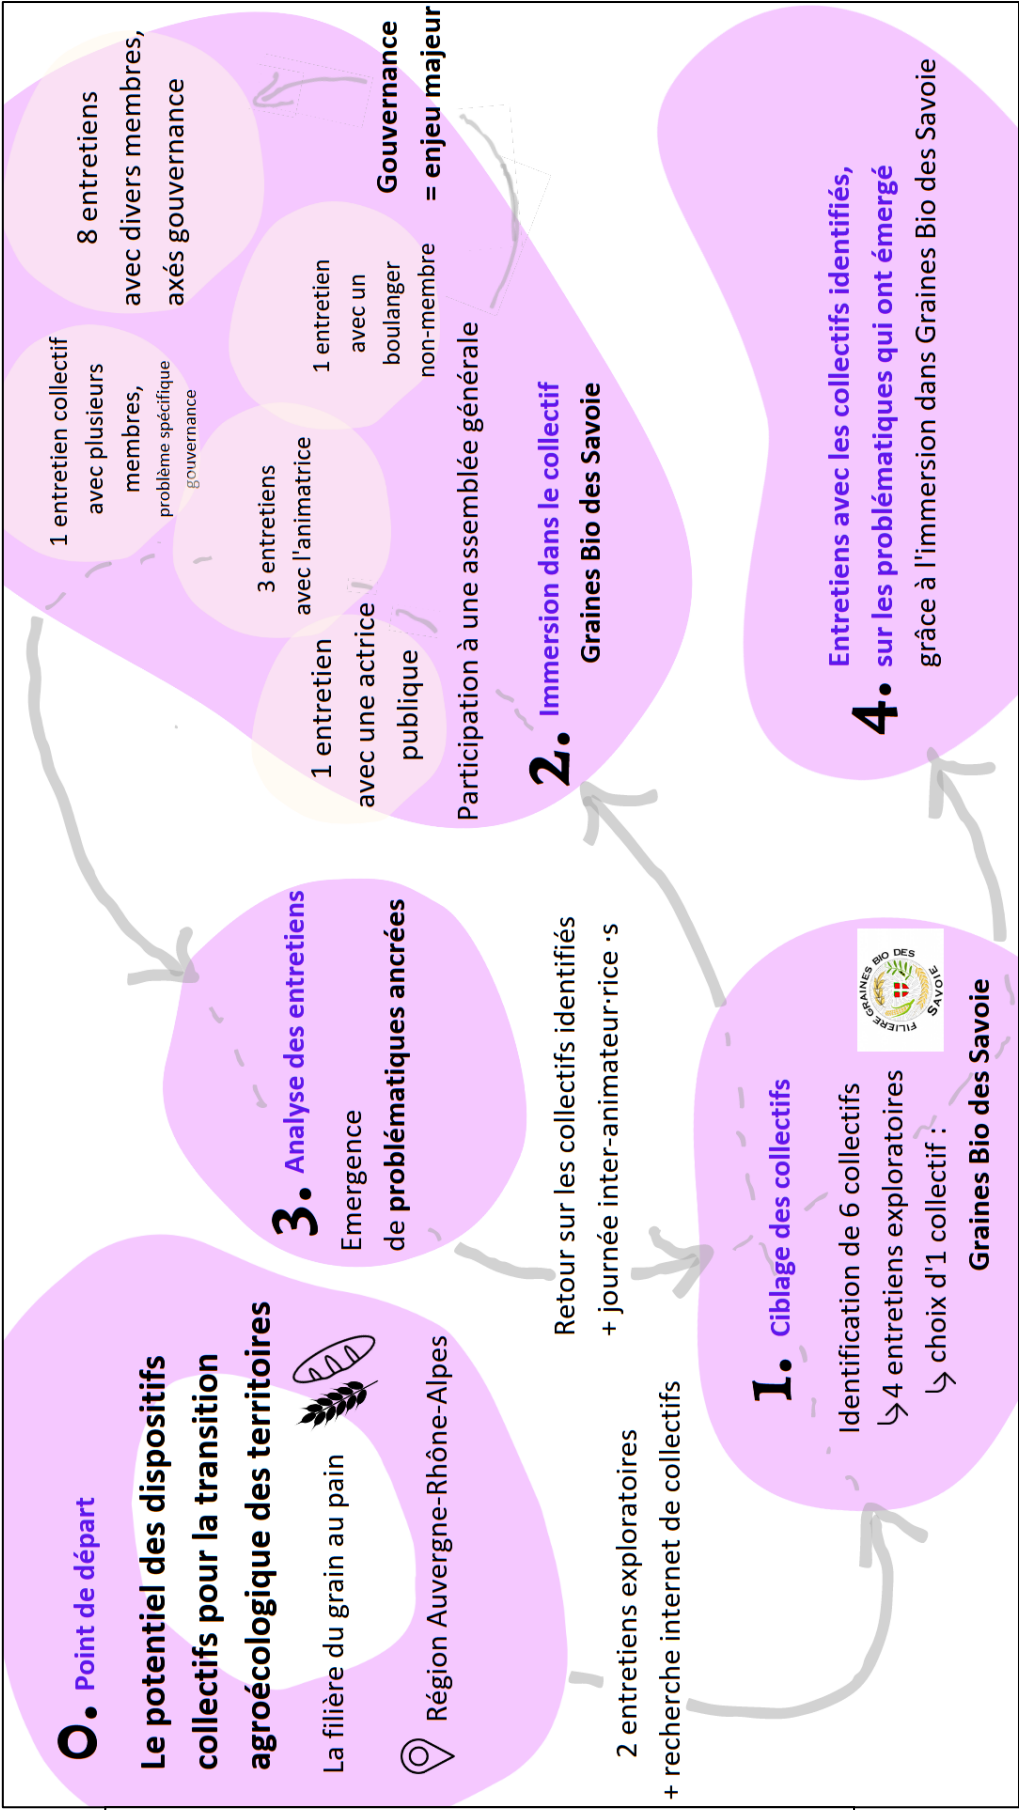 0. Point de départ
Le potentiel des dispositifs
collectifs pour la transition
agroécologique des territoires
La filière du grain au pain
Région Auvergne-Rhône-Alpes
2 entretiens exploratoires
+ recherche internet de collectifs
1. Ciblage des collectifs
Identification de 6 collectifs
↳4 entretiens exploratoires
↳ choix d'1 collectif :
Graines Bio des Savoie
FILIERE GRAINES BIO DES SAVOIE
2. Immersion dans le collectif
Graines Bio des Savoie
Participation à une assemblée générale
1 entretien
avec une actrice
publique
3 entretiens
avec l'animatrice
1 entretien
avec un
boulanger
non-membre
Gouvernance
= enjeu majeur
8 entretiens
avec divers membres,
axés gouvernance
1 entretien collectif
avec plusieurs
membres,
problème spécifique
gouvernance
3. Analyse des entretiens
Emergence
de problématiques ancrées
Retour sur les collectifs identifiés
+ journée inter-animateur·rice ·s
4. Entretiens avec les collectifs identifiés,
sur les problématiques qui ont émergé
grâce à l'immersion dans Graines Bio des Savoie